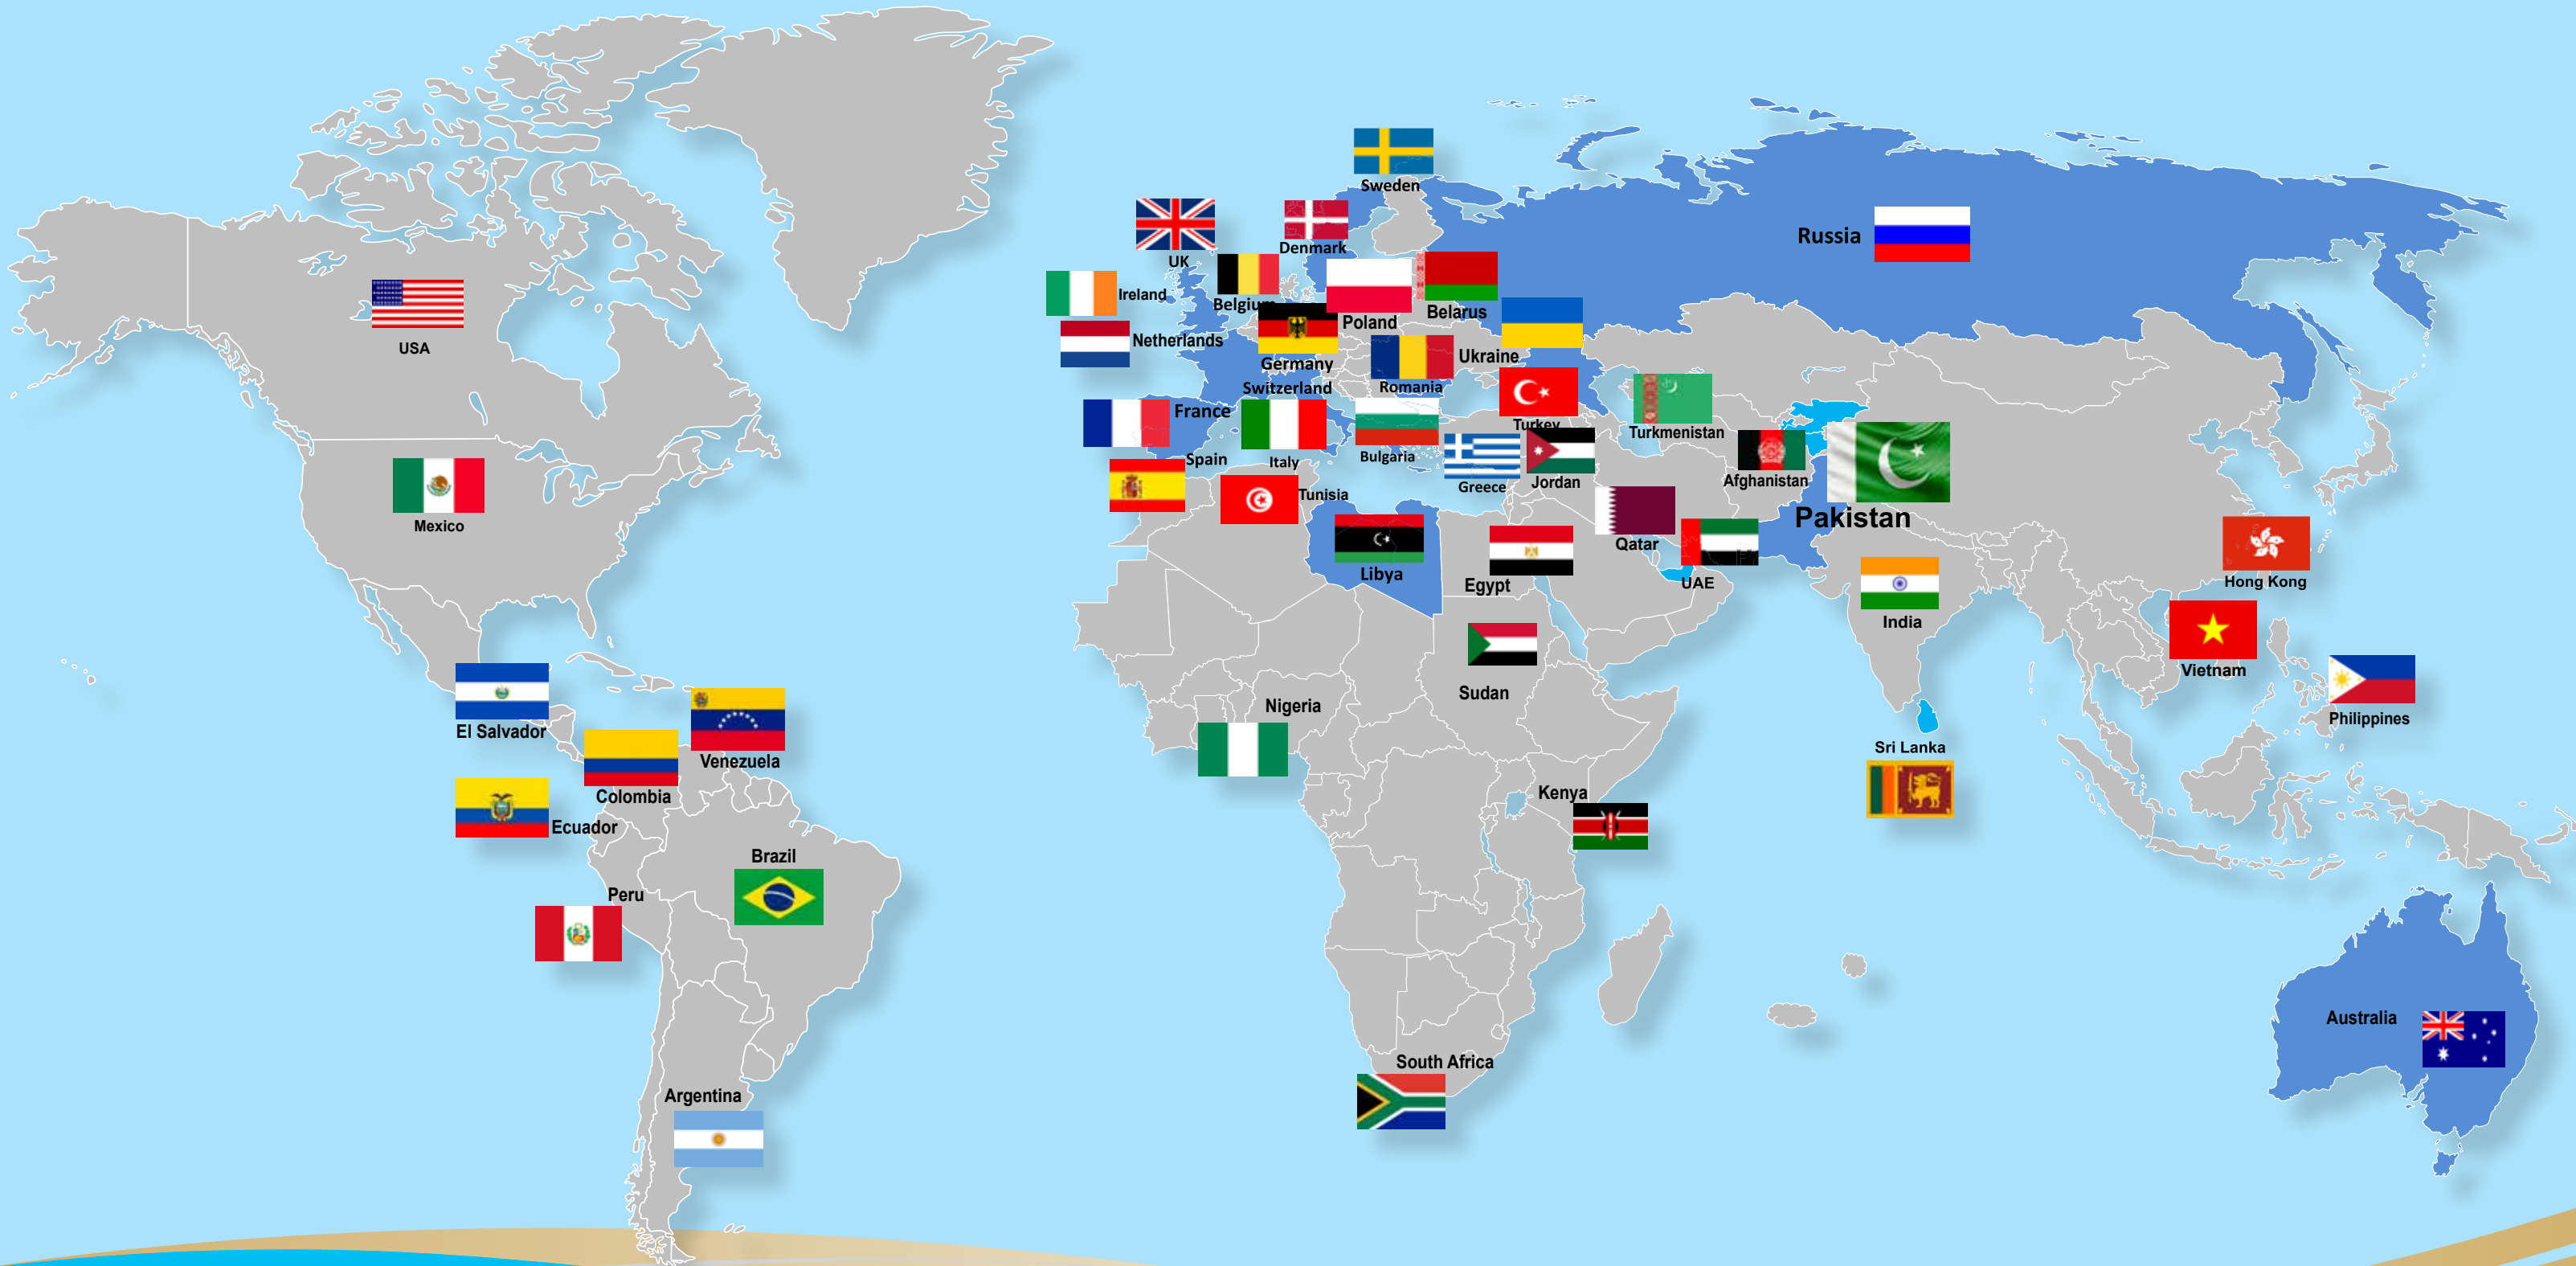 Sweden
UK
Denmark
Russia
Ireland
Belgium
Poland
Belarus
Netherlands
Germany
Ukraine
USA
Switzerland
Romania
France
Turkey
Turkmenistan
Spain
Italy
Bulgaria
Greece
Jordan
Afghanistan
Tunisia
Mexico
Pakistan
Qatar
Libya
Egypt
UAE
Hong Kong
India
Vietnam
Sudan
Nigeria
Philippines
El Salvador
Venezuela
Sri Lanka
Colombia
Kenya
Ecuador
Brazil
Peru
Australia
South Africa
Argentina